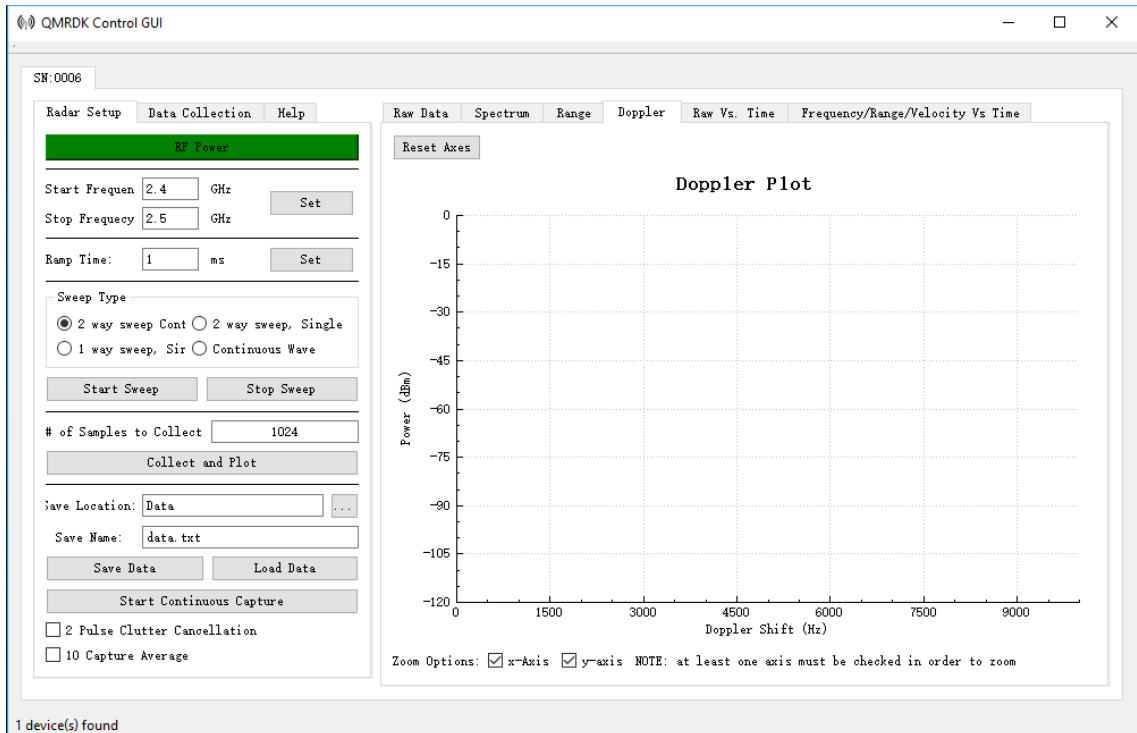 QMRDK Control GUI
SN:0006
Radar Setup Data Collection Help
RF Power
Start Frequen 2.4 GHz
Set
Stop Frequecy 2.5 GHz
Ramp Time: 1 ms Set
Sweep Type
2 way sweep Cont 2 way sweep, Single
1 way sweep, Sir Continuous Wave
Start Sweep Stop Sweep
# of Samples to Collect 1024
Collect and Plot
Save Location: Data ...
Save Name: data.txt
Save Data Load Data
Start Continuous Capture
2 Pulse Clutter Cancellation
10 Capture Average
Raw Data Spectrum Range Doppler Raw Vs. Time Frequency/Range/Velocity Vs Time
Reset Axes
Doppler Plot
0
-15
-30
-45
-60
-75
-90
-105
-120
Power (dBm)
0 1500 3000 4500 6000 7500 9000
Doppler Shift (Hz)
Zoom Options: x-Axis y-axis NOTE: at least one axis must be checked in order to zoom
1 device(s) found